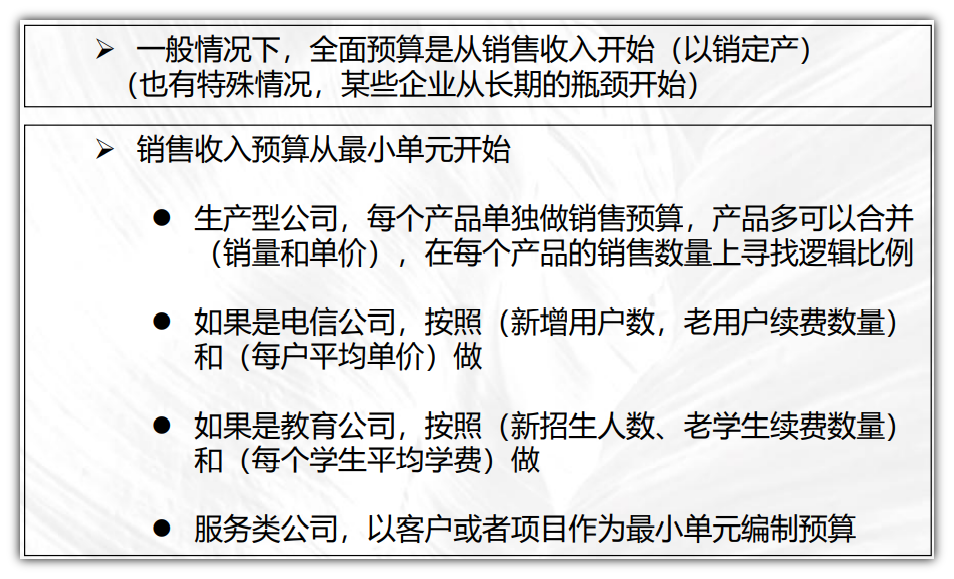 ➢ 一般情况下，全面预算是从销售收入开始（以销定产）
（也有特殊情况，某些企业从长期的瓶颈开始）
➢ 销售收入预算从最小单元开始
● 生产型公司，每个产品单独做销售预算，产品多可以合并
（销量和单价），在每个产品的销售数量上寻找逻辑比例
● 如果是电信公司，按照（新增用户数，老用户续费数量）
和（每户平均单价）做
● 如果是教育公司，按照（新招生人数、老学生续费数量）
和（每个学生平均学费）做
● 服务类公司，以客户或者项目作为最小单元编制预算